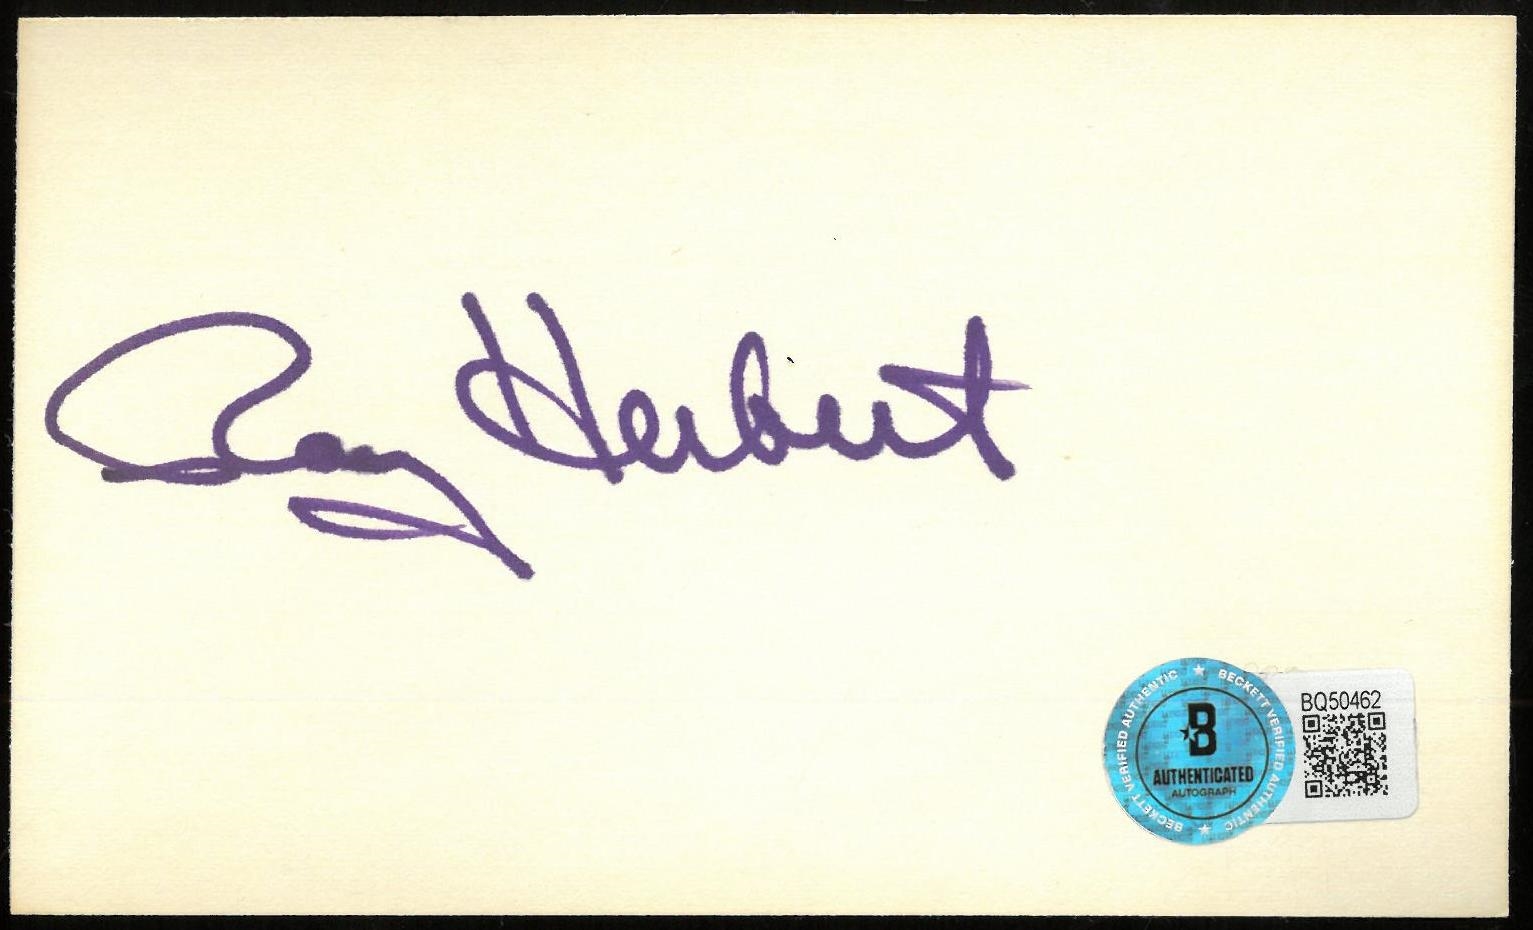 Ray Herbert
BECKETT VERIFIED AUTHENTIC
BECKETT VERIFIED AUTHENTIC
B
AUTHENTICATED
AUTOGRAPH
BQ50462